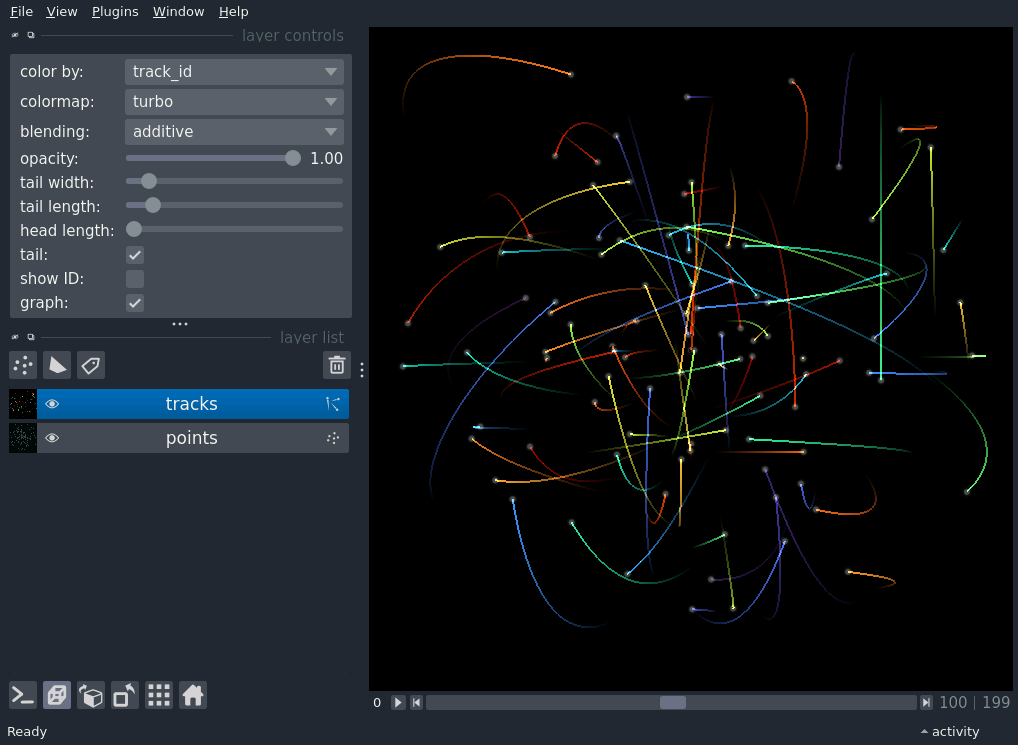 File View Plugins Window Help
layer controls
color by: track_id
colormap: turbo
blending: additive
opacity: 1.00
tail width:
tail length:
head length:
tail:
show ID:
graph:
layer list
tracks
points
0 100 | 199
Ready activity